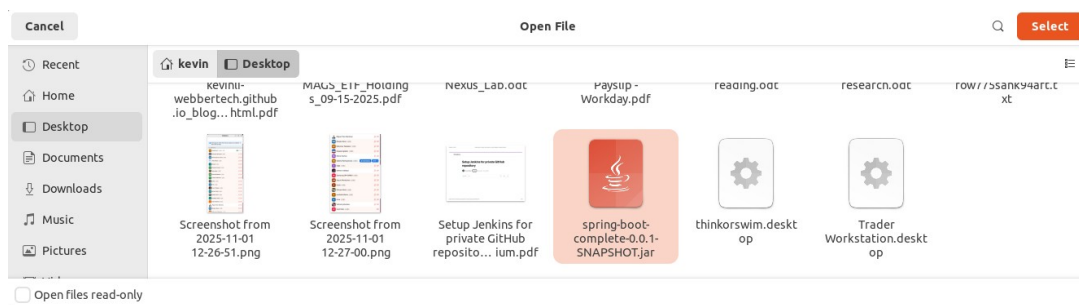 Cancel
Open File
Select
Recent
Home
Desktop
Documents
Downloads
Music
Pictures
kevin
Desktop
kevinli-
webbertech.github
.io_blog… html.pdf
MAGS_ETF_Holding
s_09-15-2025.pdf
Nexus_Lab.odt
Payslip -
Workday.pdf
reading.odt
research.odt
row775sank94art.t
xt
Screenshot from
2025-11-01
12-26-51.png
Screenshot from
2025-11-01
12-27-00.png
Setup Jenkins for
private GitHub
reposito… ium.pdf
spring-boot-
complete-0.0.1-
SNAPSHOT.jar
thinkorswim.deskt
op
Trader
Workstation.deskt
op
Open files read-only